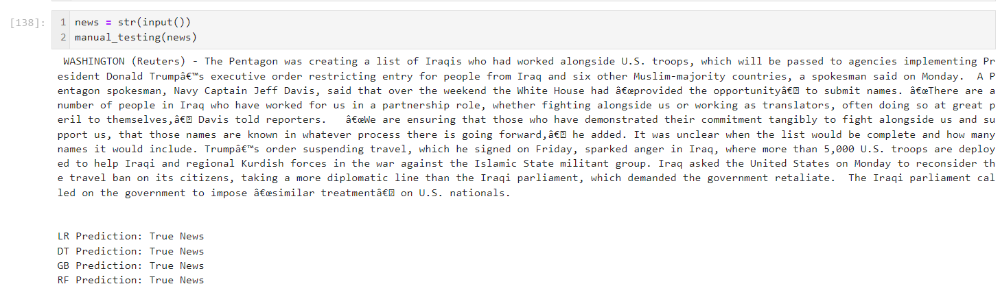 [138]:
1 news = str(input())
2 manual_testing(news)
WASHINGTON (Reuters) - The Pentagon was creating a list of Iraqis who had worked alongside U.S. troops, which will be passed to agencies implementing Pr
esident Donald Trumpâ€™s executive order restricting entry for people from Iraq and six other Muslim-majority countries, a spokesman said on Monday.  A P
entagon spokesman, Navy Captain Jeff Davis, said that over the weekend the White House had â€œprovided the opportunityâ€ to submit names. â€œThere are a
number of people in Iraq who have worked for us in a partnership role, whether fighting alongside us or working as translators, often doing so at great p
eril to themselves,â€ Davis told reporters.   â€œWe are ensuring that those who have demonstrated their commitment tangibly to fight alongside us and su
pport us, that those names are known in whatever process there is going forward,â€ he added. It was unclear when the list would be complete and how many
names it would include. Trumpâ€™s order suspending travel, which he signed on Friday, sparked anger in Iraq, where more than 5,000 U.S. troops are deploy
ed to help Iraqi and regional Kurdish forces in the war against the Islamic State militant group. Iraq asked the United States on Monday to reconsider th
e travel ban on its citizens, taking a more diplomatic line than the Iraqi parliament, which demanded the government retaliate.  The Iraqi parliament cal
led on the government to impose â€œsimilar treatmentâ€ on U.S. nationals.
LR Prediction: True News
DT Prediction: True News
GB Prediction: True News
RF Prediction: True News